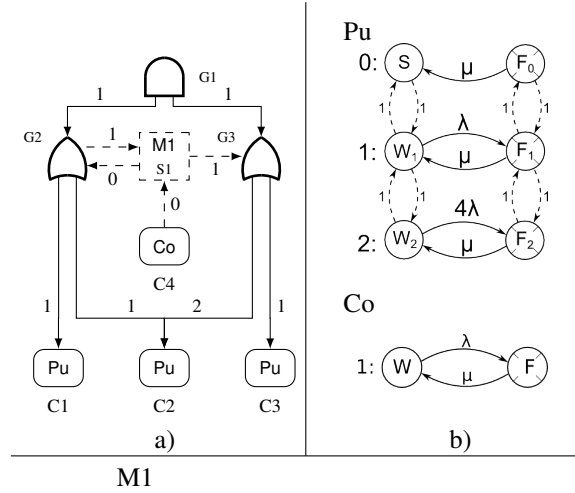 Pu
G1
0: S μ F0
1 1
1 1 1 1
G2 G3
1 M1
S1
0 1
λ
1: W1 μ F1
0
1 1 1 1
Co
C4
4λ
2: W2 μ F2
Co
1 1 2 1
λ
1: W μ F
Pu Pu Pu
C1 C2 C3
a) b)
M1